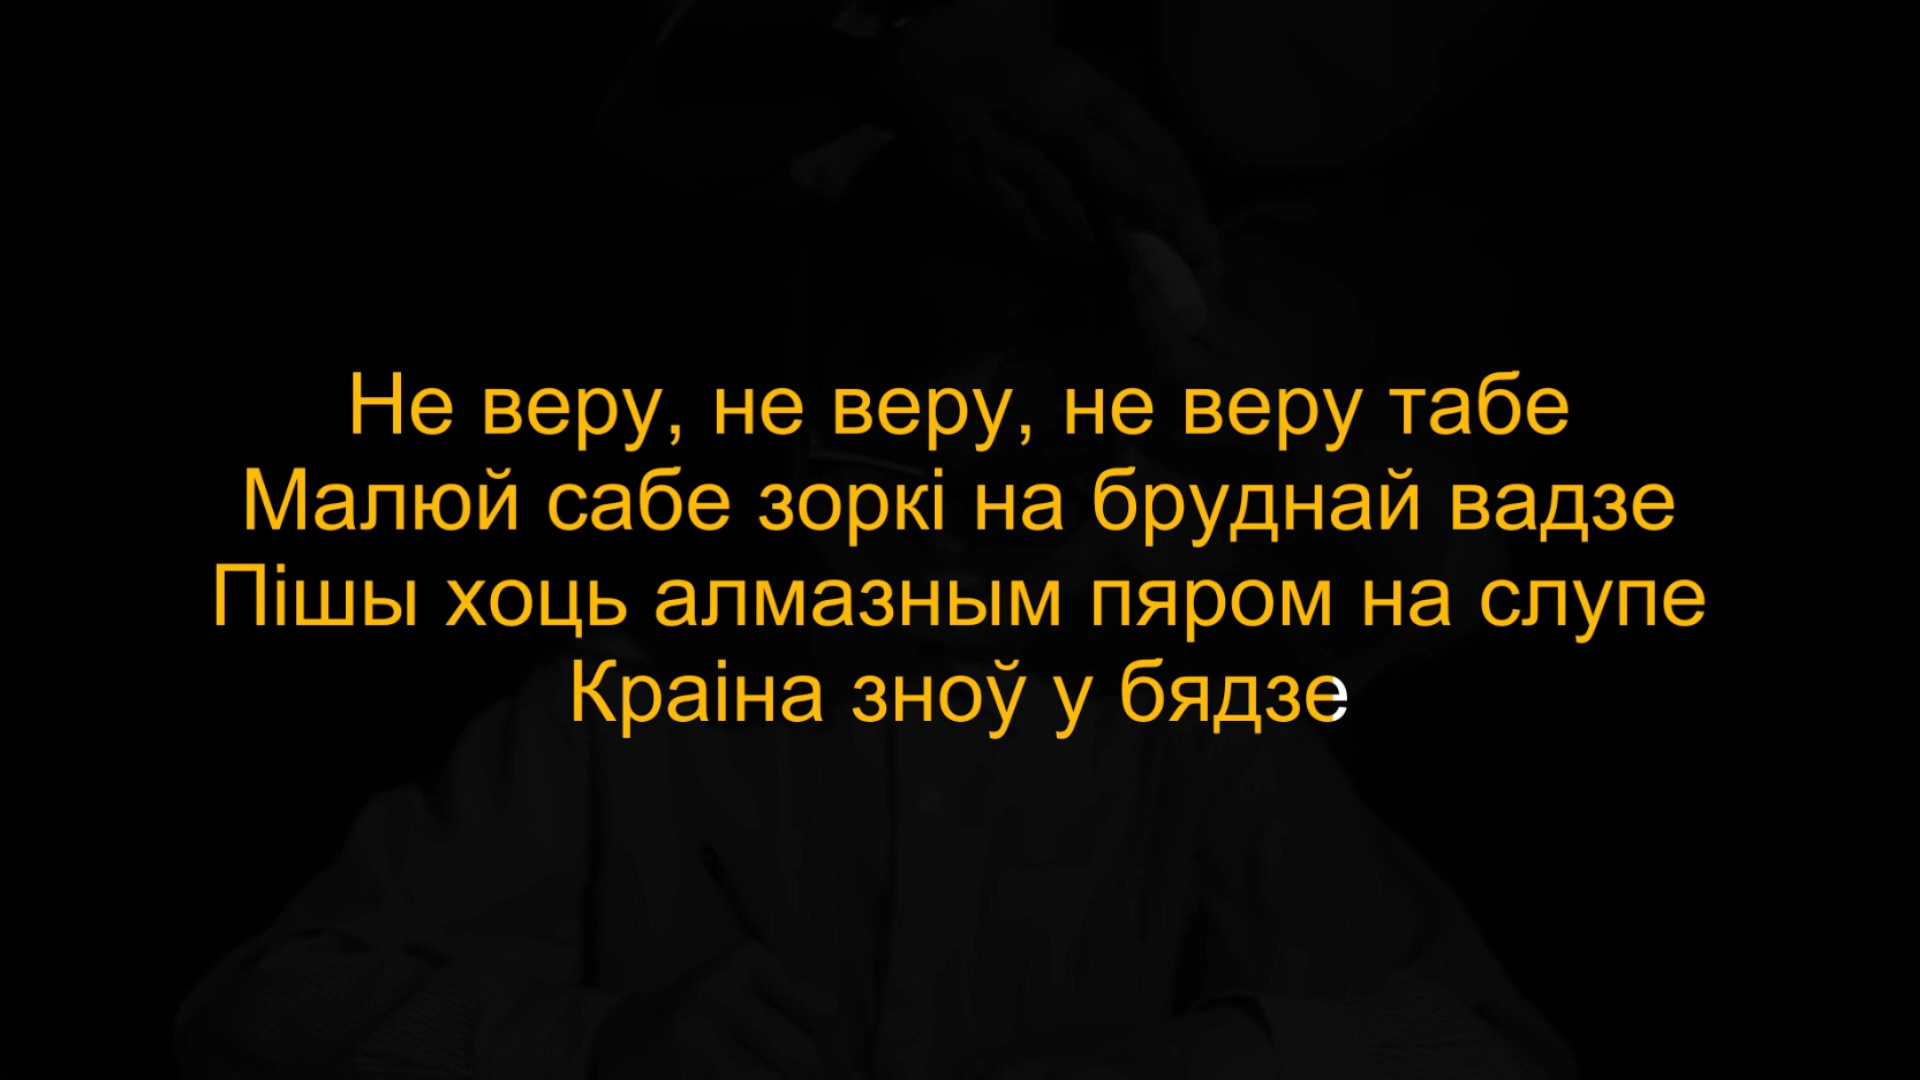 Не веру, не веру, не веру табе
Малюй сабе зоркі на бруднай вадзе
Пішы хоць алмазным пяром на слупе
Краіна зноў у бядзе